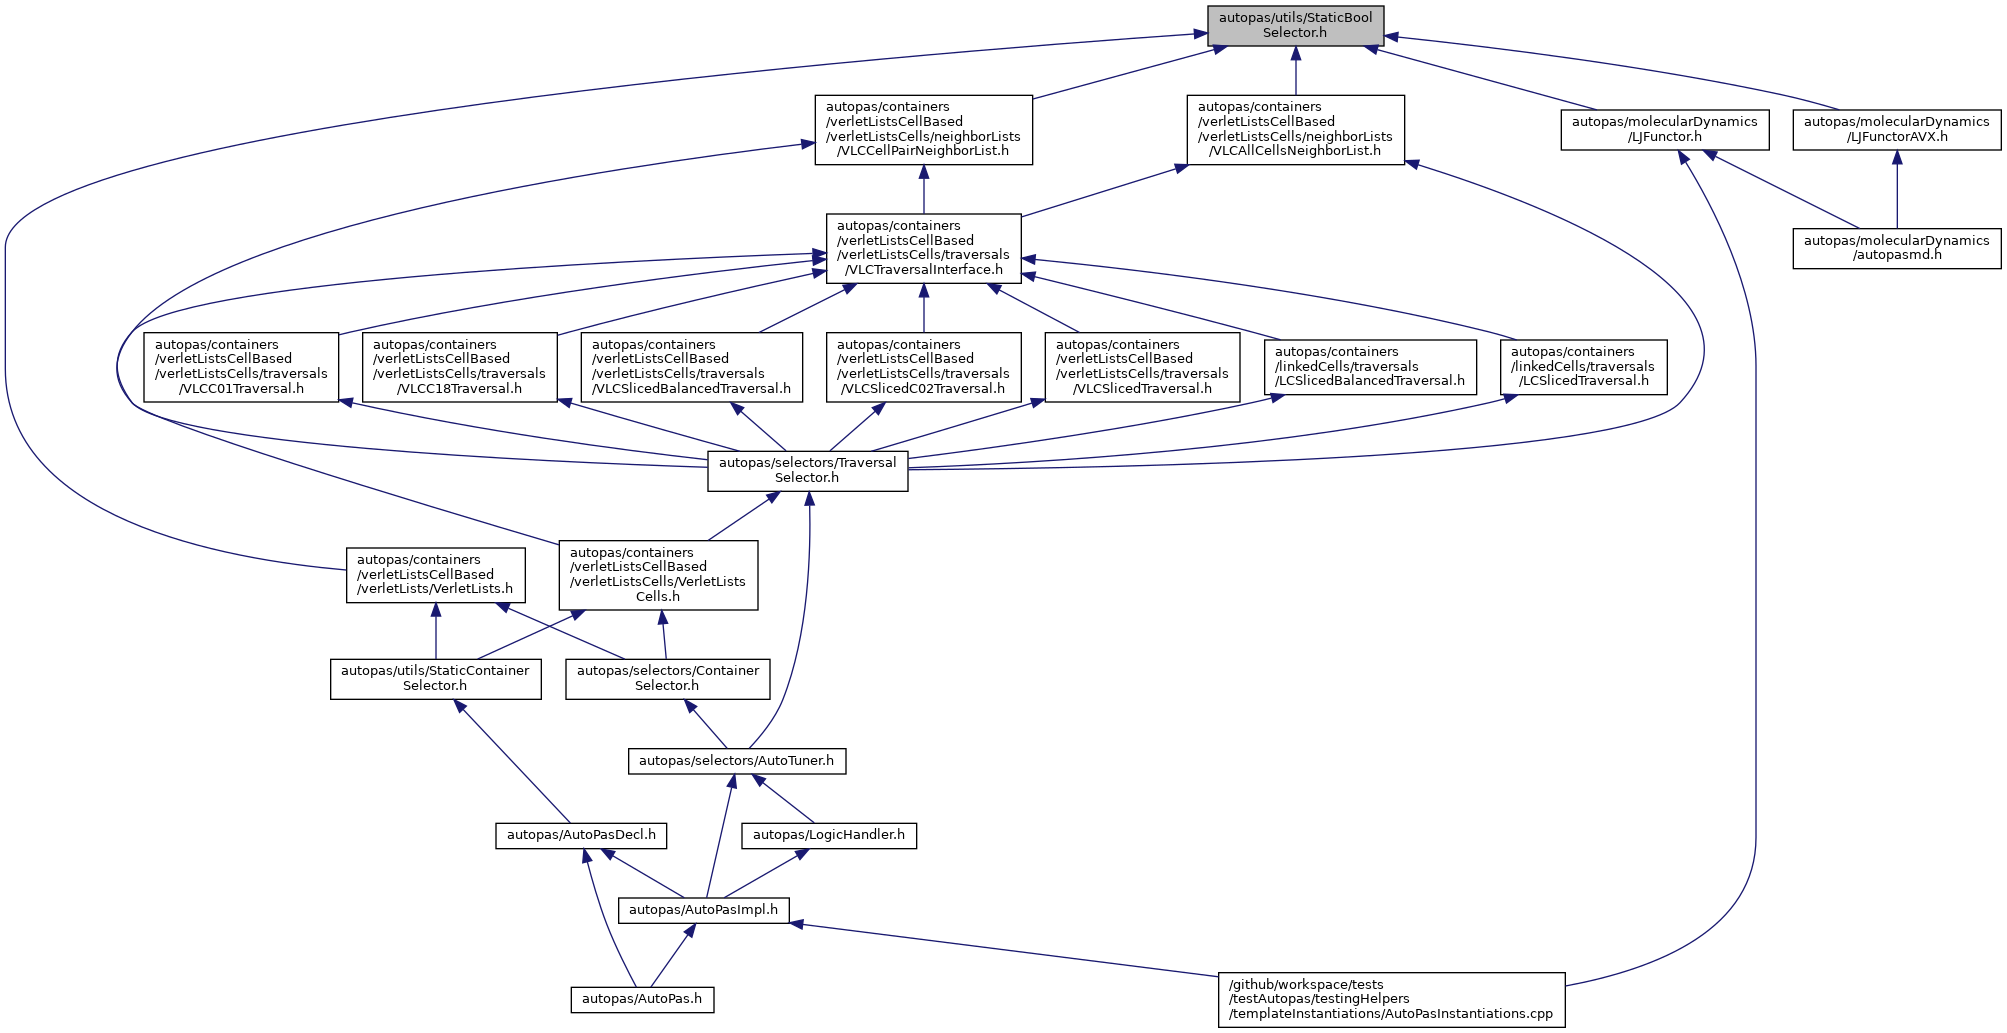 autopas/utils/StaticBool
Selector.h
autopas/containers
/verletListsCellBased
/verletListsCells/neighborLists
/VLCCellPairNeighborList.h
autopas/containers
/verletListsCellBased
/verletListsCells/neighborLists
/VLCAllCellsNeighborList.h
autopas/molecularDynamics
/LJFunctor.h
autopas/molecularDynamics
/LJFunctorAVX.h
autopas/containers
/verletListsCellBased
/verletListsCells/traversals
/VLCTraversalInterface.h
autopas/molecularDynamics
/autopasmd.h
autopas/containers
/verletListsCellBased
/verletListsCells/traversals
/VLCC01Traversal.h
autopas/containers
/verletListsCellBased
/verletListsCells/traversals
/VLCC18Traversal.h
autopas/containers
/verletListsCellBased
/verletListsCells/traversals
/VLCSlicedBalancedTraversal.h
autopas/containers
/verletListsCellBased
/verletListsCells/traversals
/VLCSlicedC02Traversal.h
autopas/containers
/verletListsCellBased
/verletListsCells/traversals
/VLCSlicedTraversal.h
autopas/containers
/linkedCells/traversals
/LCSlicedBalancedTraversal.h
autopas/containers
/linkedCells/traversals
/LCSlicedTraversal.h
autopas/selectors/Traversal
Selector.h
autopas/containers
/verletListsCellBased
/verletLists/VerletLists.h
autopas/containers
/verletListsCellBased
/verletListsCells/VerletLists
Cells.h
autopas/utils/StaticContainer
Selector.h
autopas/selectors/Container
Selector.h
autopas/selectors/AutoTuner.h
autopas/AutoPasDecl.h
autopas/LogicHandler.h
autopas/AutoPasImpl.h
autopas/AutoPas.h
/github/workspace/tests
/testAutopas/testingHelpers
/templateInstantiations/AutoPasInstantiations.cpp